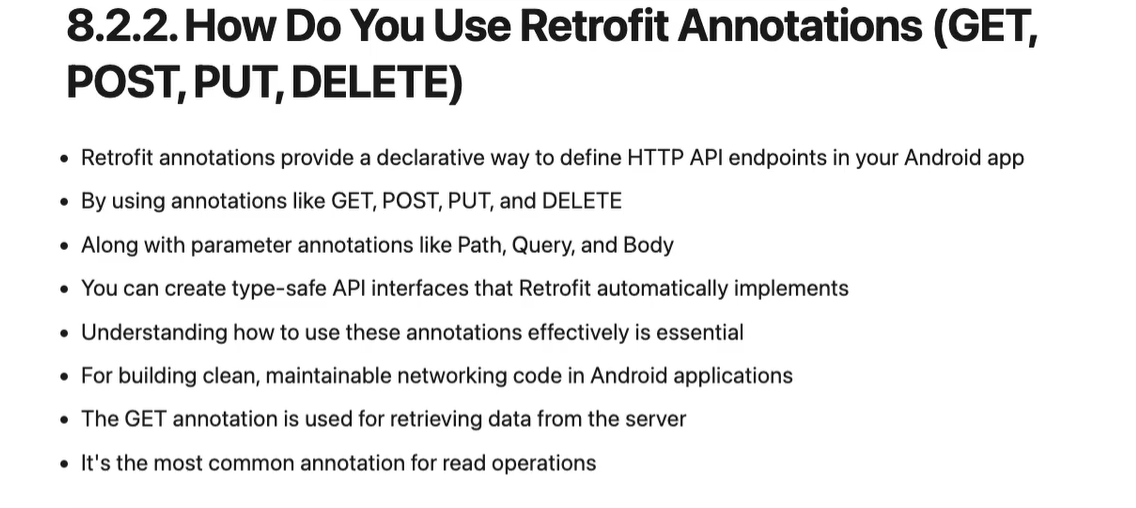 8.2.2. How Do You Use Retrofit Annotations (GET,
POST, PUT, DELETE)
• Retrofit annotations provide a declarative way to define HTTP API endpoints in your Android app
• By using annotations like GET, POST, PUT, and DELETE
• Along with parameter annotations like Path, Query, and Body
• You can create type-safe API interfaces that Retrofit automatically implements
• Understanding how to use these annotations effectively is essential
• For building clean, maintainable networking code in Android applications
• The GET annotation is used for retrieving data from the server
• It's the most common annotation for read operations